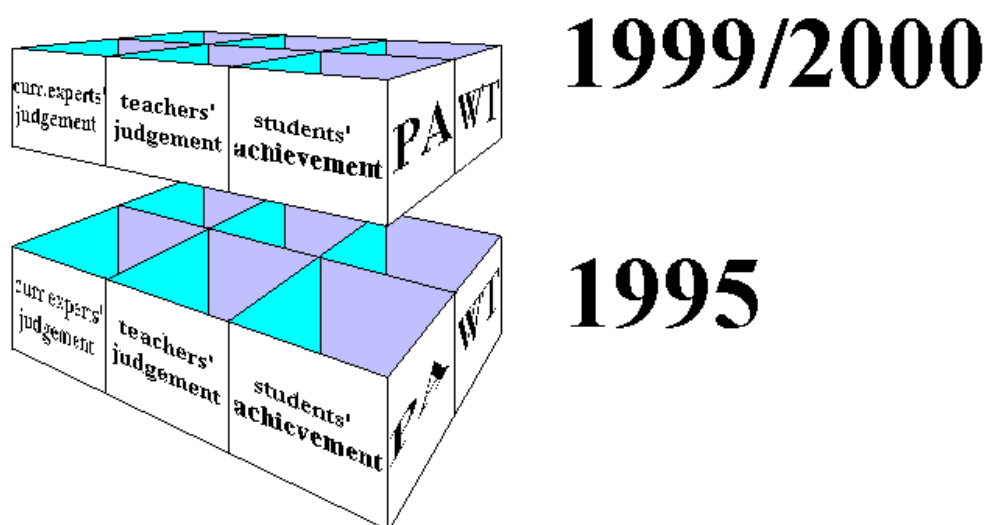 1999/2000
curr.experts'
judgement
teachers'
judgement
students'
achievement
PA
WT
1995
curr.experts'
judgement
teachers'
judgement
students'
achievement
WT